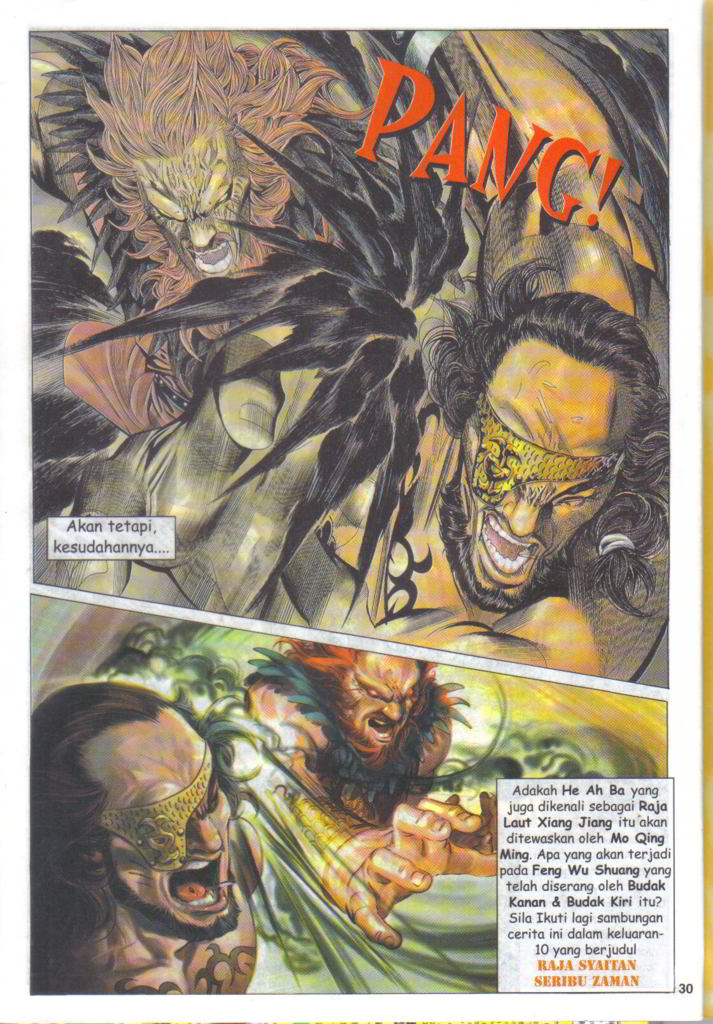 PANG!
Akan tetapi,
kesudahannya....
Adakah He Ah Ba yang
juga dikenali sebagai Raja
Laut Xiang Jiang itu akan
ditewaskan oleh Mo Qing
Ming. Apa yang akan terjadi
pada Feng Wu Shuang yang
telah diserang oleh Budak
Kanan & Budak Kiri itu?
Sila Ikuti lagi sambungan
cerita ini dalam keluaran-
10 yang berjudul
RAJA SYAITAN
SERIBU ZAMAN
30